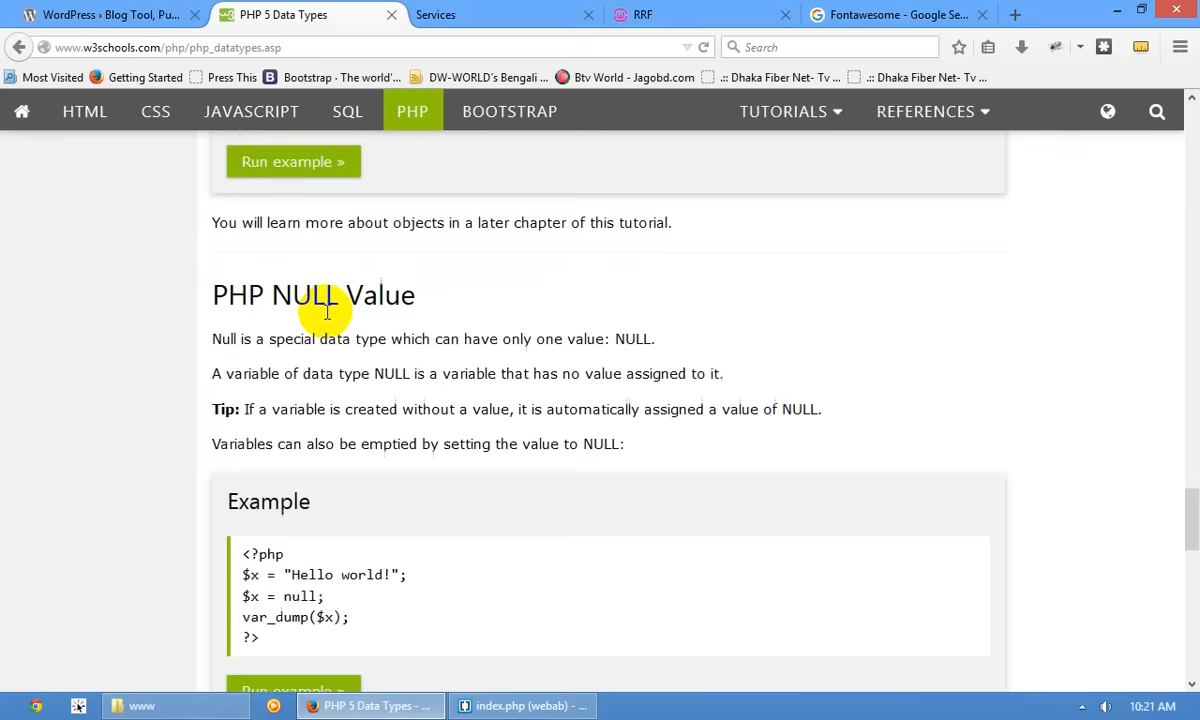 WordPress › Blog Tool, Pu...
PHP 5 Data Types
Services
RRF
Fontawesome - Google Se...
www.w3schools.com/php/php_datatypes.asp
Search
Most Visited
Getting Started
Press This
Bootstrap · The world'...
DW-WORLD´s Bengali ...
Btv World - Jagobd.com
.:: Dhaka Fiber Net- Tv ...
.:: Dhaka Fiber Net- Tv ...
HTML
CSS
JAVASCRIPT
SQL
PHP
BOOTSTRAP
TUTORIALS
REFERENCES
Run example »
You will learn more about objects in a later chapter of this tutorial.
PHP NULL Value
Null is a special data type which can have only one value: NULL.
A variable of data type NULL is a variable that has no value assigned to it.
Tip: If a variable is created without a value, it is automatically assigned a value of NULL.
Variables can also be emptied by setting the value to NULL:
Example
<?php
$x = "Hello world!";
$x = null;
var_dump($x);
?>
Run example »
www
PHP 5 Data Types - ...
index.php (webab) - ...
10:21 AM